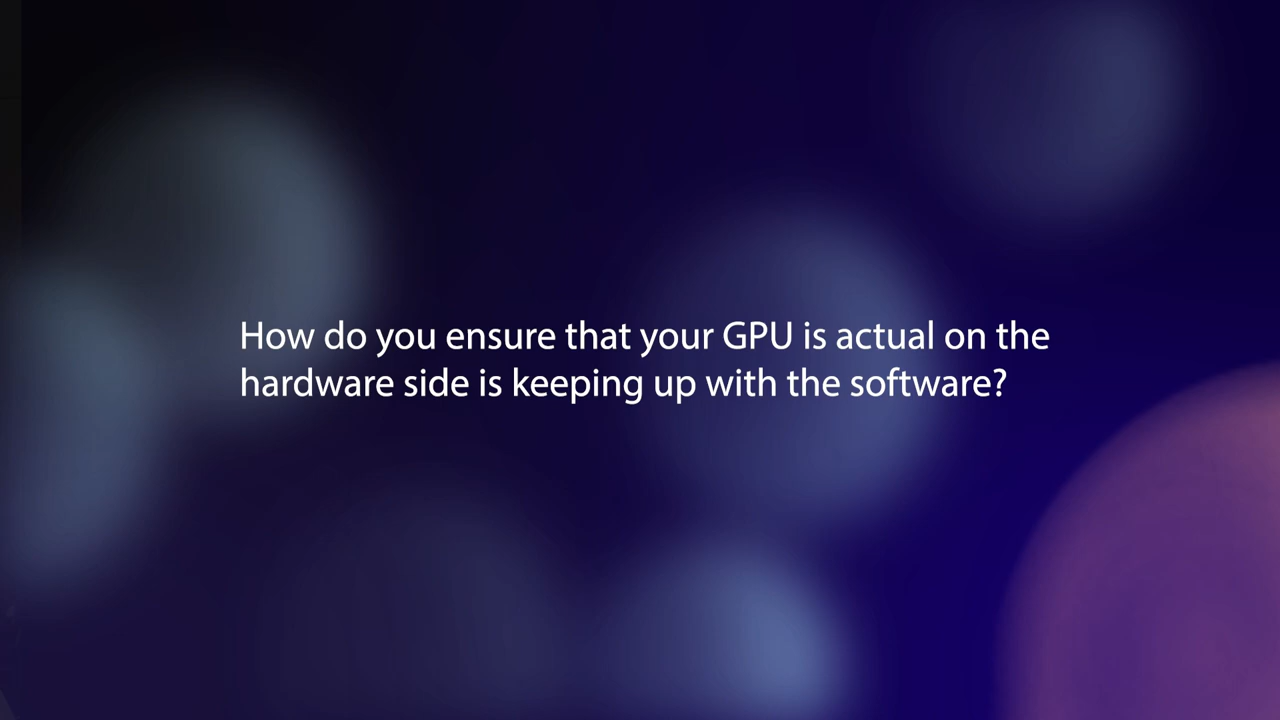 How do you ensure that your GPU is actual on the
hardware side is keeping up with the software?